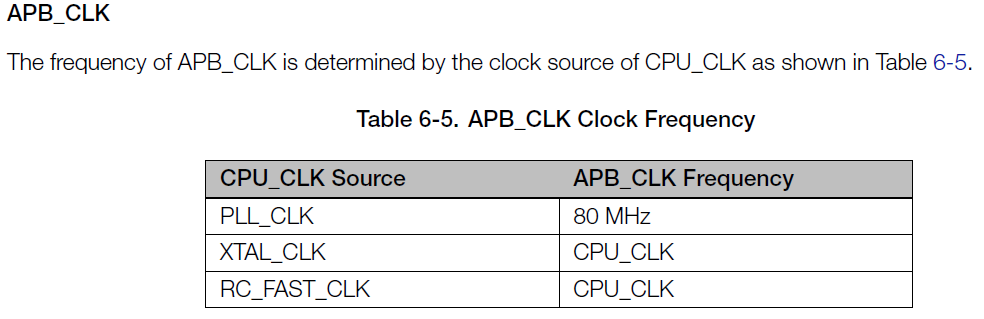 APB_CLK
The frequency of APB_CLK is determined by the clock source of CPU_CLK as shown in Table 6-5.
Table 6-5. APB_CLK Clock Frequency
CPU_CLK Source APB_CLK Frequency
PLL_CLK 80 MHz
XTAL_CLK CPU_CLK
RC_FAST_CLK CPU_CLK